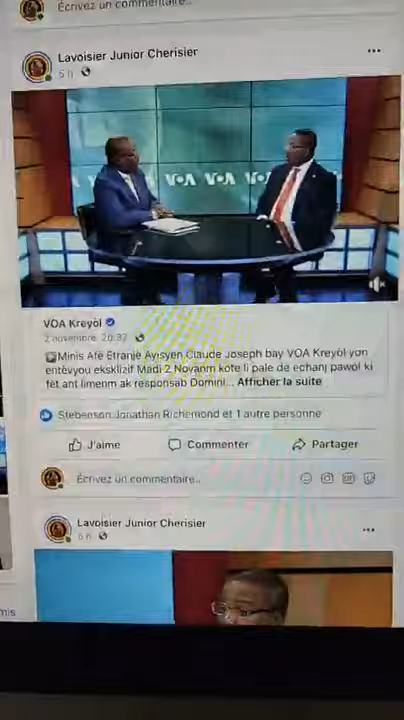 Écrivez un commentaire...
Lavoisier Junior Cherisier
5 h
VOA VOA VOA
VOA Kreyòl
2 novembre, 20:37
Minis Afè Etranjè Ayisyen Claude Joseph bay VOA Kreyòl yon
entèvyou eksklizif Madi 2 Novanm kote li pale de echanj pawòl ki
fèt ant limenm ak responsab Domini... Afficher la suite
Stebenson Jonathan Richemond et 1 autre personne
J'aime Commenter Partager
Écrivez un commentaire...
Lavoisier Junior Cherisier
5 h
mis